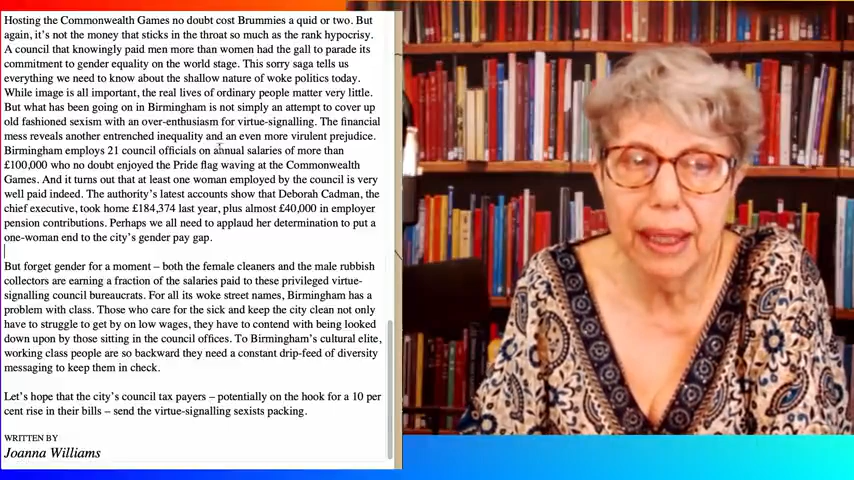 Hosting the Commonwealth Games no doubt cost Brummies a quid or two. But
again, it's not the money that sticks in the throat so much as the rank hypocrisy.
A council that knowingly paid men more than women had the gall to parade its
commitment to gender equality on the world stage. This sorry saga tells us
everything we need to know about the shallow nature of woke politics today.
While image is all important, the real lives of ordinary people matter very little.
But what has been going on in Birmingham is not simply an attempt to cover up
old fashioned sexism with an over-enthusiasm for virtue-signalling. The financial
mess reveals another entrenched inequality and an even more virulent prejudice.
Birmingham employs 21 council officials on annual salaries of more than
£100,000 who no doubt enjoyed the Pride flag waving at the Commonwealth
Games. And it turns out that at least one woman employed by the council is very
well paid indeed. The authority's latest accounts show that Deborah Cadman, the
chief executive, took home £184,374 last year, plus almost £40,000 in employer
pension contributions. Perhaps we all need to applaud her determination to put a
one-woman end to the city's gender pay gap.
But forget gender for a moment – both the female cleaners and the male rubbish
collectors are earning a fraction of the salaries paid to these privileged virtue-
signalling council bureaucrats. For all its woke street names, Birmingham has a
problem with class. Those who care for the sick and keep the city clean not only
have to struggle to get by on low wages, they have to contend with being looked
down upon by those sitting in the council offices. To Birmingham's cultural elite,
working class people are so backward they need a constant drip-feed of diversity
messaging to keep them in check.
Let's hope that the city's council tax payers – potentially on the hook for a 10 per
cent rise in their bills – send the virtue-signalling sexists packing.
WRITTEN BY
Joanna Williams